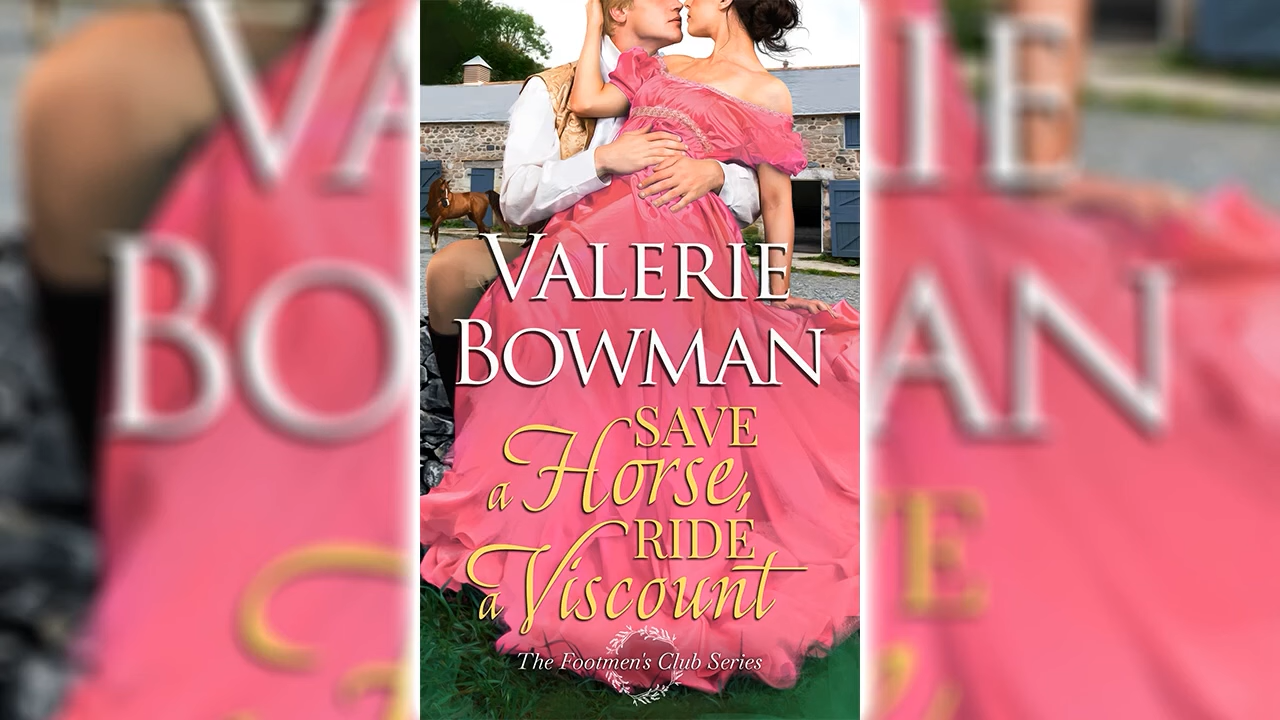 VALERIE
BOWMAN
SAVE
a Horse,
RIDE
a Viscount
The Footmen's Club Series